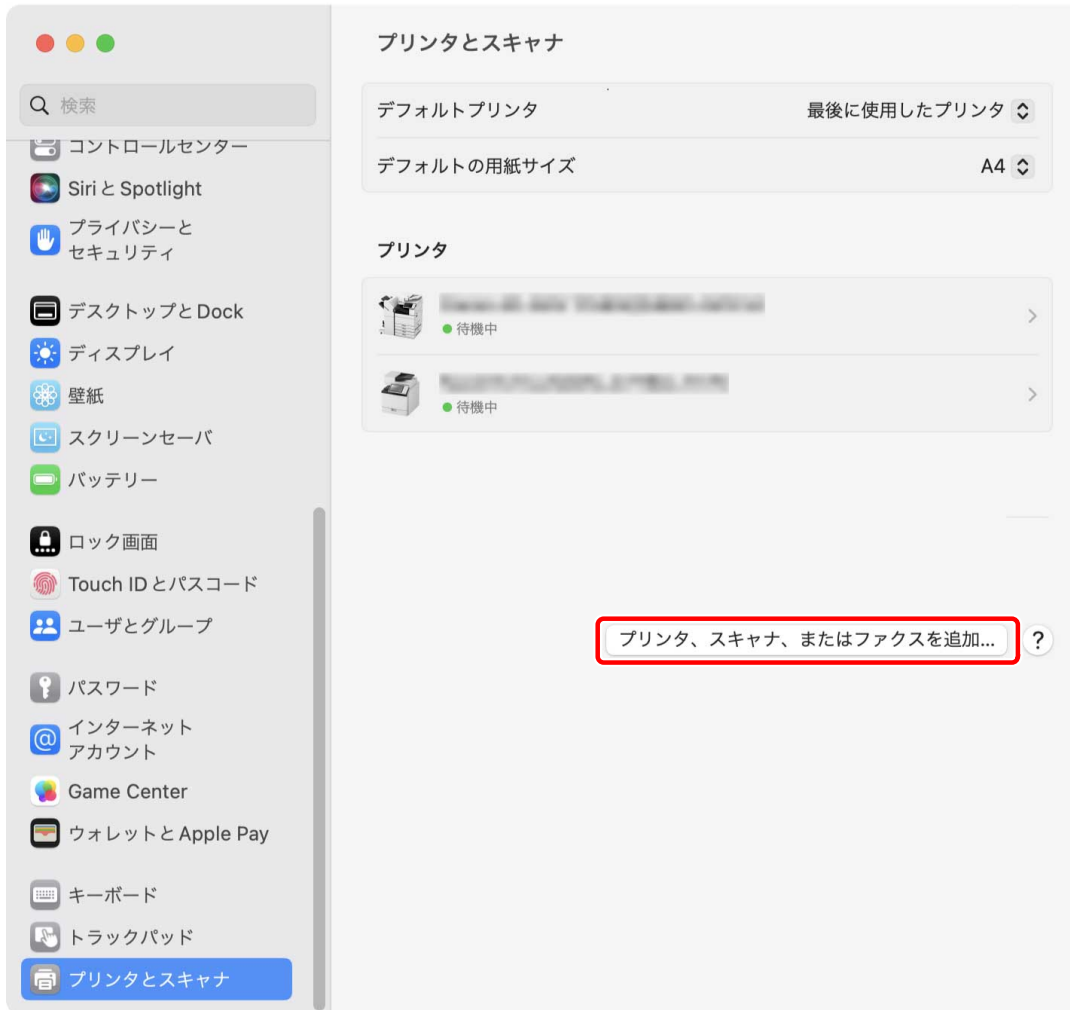 検索
コントロールセンター
Siri と Spotlight
プライバシーと
セキュリティ
デスクトップと Dock
ディスプレイ
壁紙
スクリーンセーバ
バッテリー
ロック画面
Touch ID とパスコード
ユーザとグループ
パスワード
インターネット
アカウント
Game Center
ウォレットと Apple Pay
キーボード
トラックパッド
プリンタとスキャナ
プリンタとスキャナ
デフォルトプリンタ 最後に使用したプリンタ
デフォルトの用紙サイズ A4
プリンタ
待機中
待機中
プリンタ、スキャナ、またはファクスを追加... ?